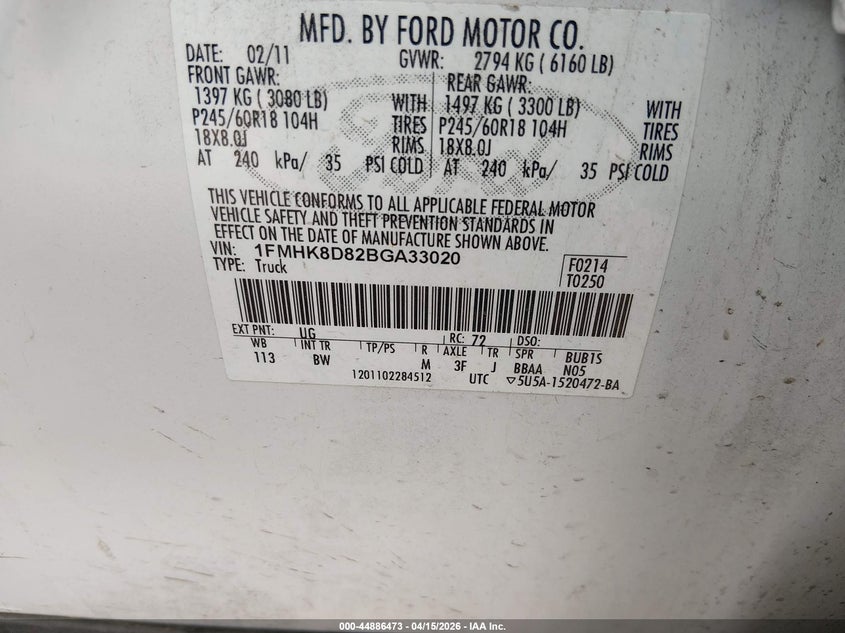 MFD. BY FORD MOTOR CO.
DATE: 02/11 GVWR: 2794 KG ( 6160 LB)
FRONT GAWR: REAR GAWR:
1397 KG ( 3080 LB) WITH 1497 KG ( 3300 LB) WITH
P245/60R18 104H TIRES P245/60R18 104H TIRES
18X8.0J RIMS 18X8.0J RIMS
AT 240 kPa/ 35 PSI COLD AT 240 kPa/ 35 PSI COLD
THIS VEHICLE CONFORMS TO ALL APPLICABLE FEDERAL MOTOR
VEHICLE SAFETY AND THEFT PREVENTION STANDARDS IN
EFFECT ON THE DATE OF MANUFACTURE SHOWN ABOVE.
VIN: 1FMHK8D82BGA33020 F0214
TYPE: Truck T0250
EXT PNT: UG RC: 72 DSO:
WB INT TR TP/PS R AXLE TR SPR BUB1S
113 BW M 3F J BBAA N05
1201102284512 UTC ▽5U5A-1520472-BA
000-44886473 - 04/15/2026 - IAA Inc.